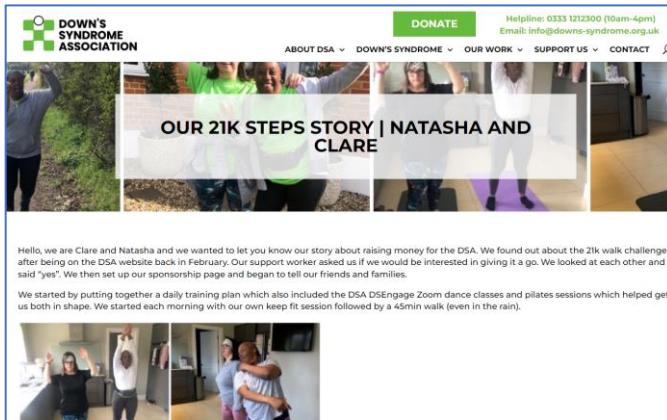 DOWN'S
SYNDROME
ASSOCIATION
DONATE
Helpline: 0333 1212300 (10am-4pm)
Email: info@downs-syndrome.org.uk
ABOUT DSA
DOWN'S SYNDROME
OUR WORK
SUPPORT US
CONTACT
OUR 21K STEPS STORY | NATASHA AND
CLARE
Hello, we are Clare and Natasha and we wanted to let you know our story about raising money for the DSA. We found out about the 21k walk challenge
after being on the DSA website back in February. Our support worker asked us if we would be interested in giving it a go. We looked at each other and
said "yes". We then set up our sponsorship page and began to tell our friends and families.
We started by putting together a daily training plan which also included the DSA DSEngage Zoom dance classes and pilates sessions which helped get
us both in shape. We started each morning with our own keep fit session followed by a 45min walk (even in the rain).